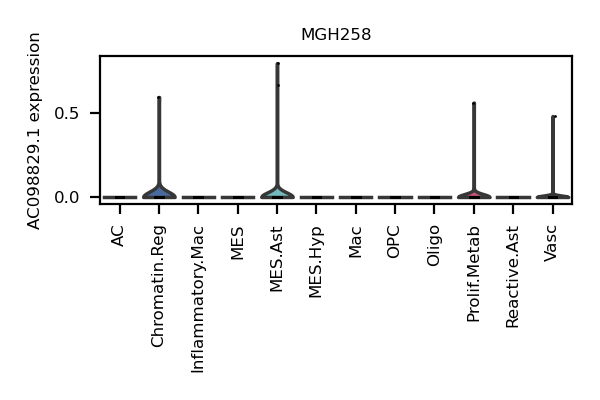 MGH258
AC098829.1 expression
0.5
0.0
AC
Chromatin.Reg
Inflammatory.Mac
MES
MES.Ast
MES.Hyp
Mac
OPC
Oligo
Prolif.Metab
Reactive.Ast
Vasc